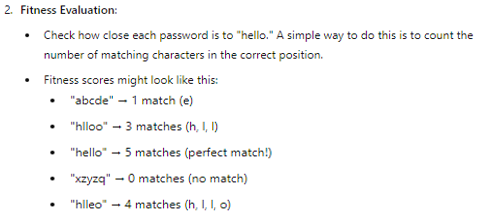 2. Fitness Evaluation:
• Check how close each password is to "hello." A simple way to do this is to count the
number of matching characters in the correct position.
• Fitness scores might look like this:
• "abcde" → 1 match (e)
• "hlloo" → 3 matches (h, l, l)
• "hello" → 5 matches (perfect match!)
• "xzyzq" → 0 matches (no match)
• "hlleo" → 4 matches (h, l, l, o)